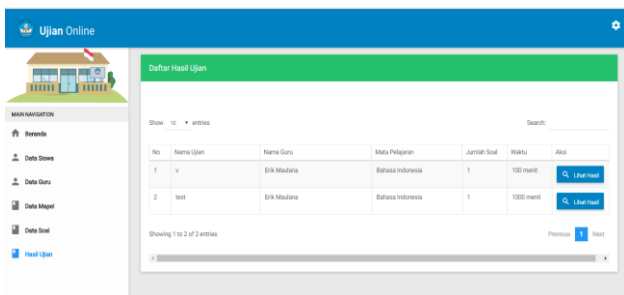 Ujian Online
Daftar Hasil Ujian
MAIN NAVIGATION
Beranda
Data Siswa
Data Guru
Data Mapel
Data Soal
Hasil Ujian
Show 10 entries
Search:
No Nama Ujian Nama Guru Mata Pelajaran Jumlah Soal Waktu Aksi
1 v Erik Maulana Bahasa Indonesia 1 100 menit Lihat Hasil
2 test Erik Maulana Bahasa Indonesia 1 1000 menit Lihat Hasil
Showing 1 to 2 of 2 entries
Previous 1 Next